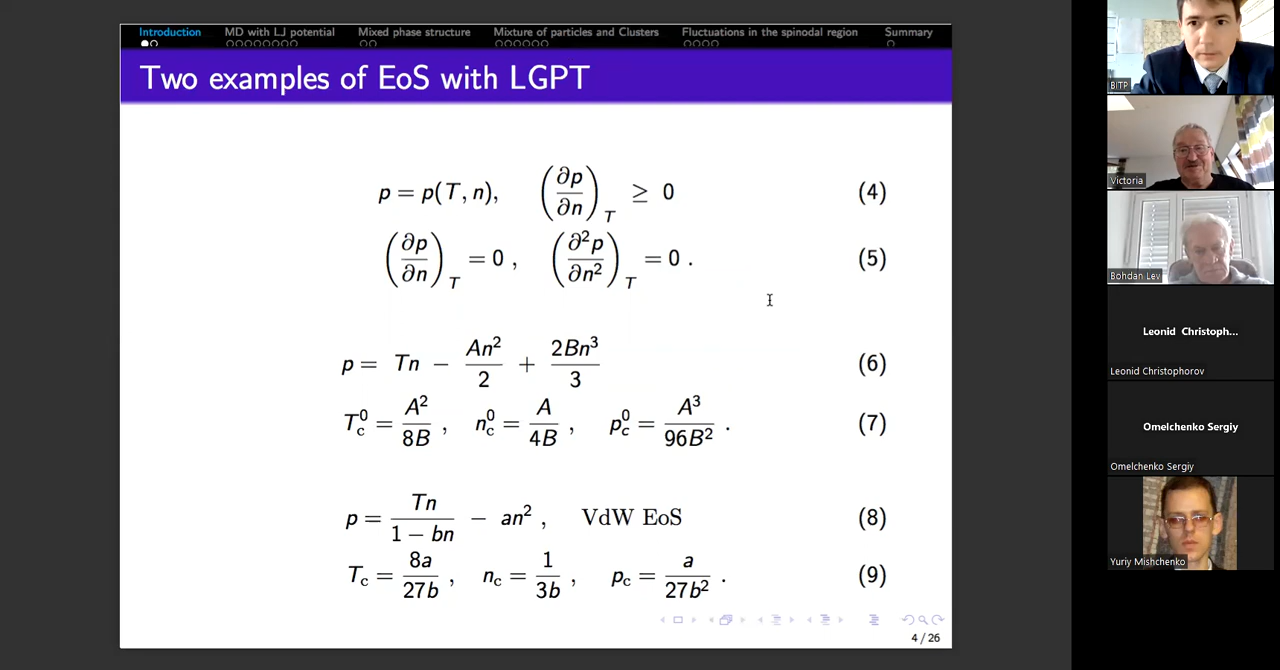 Introduction MD with LJ potential Mixed phase structure Mixture of particles and Clusters Fluctuations in the spinodal region Summary
Two examples of EoS with LGPT
p = p(T, n), (∂p/∂n)_T ≥ 0 (4)
(∂p/∂n)_T = 0 , (∂²p/∂n²)_T = 0 . (5)
p = Tn − An²/2 + 2Bn³/3 (6)
T_c^0 = A²/8B , n_c^0 = A/4B , p_c^0 = A³/96B² . (7)
p = Tn/(1 − bn) − an² , VdW EoS (8)
T_c = 8a/27b , n_c = 1/3b , p_c = a/27b² . (9)
4 / 26
BITP
Victoria
Bohdan Lev
Leonid Christoph...
Leonid Christophorov
Omelchenko Sergiy
Omelchenko Sergiy
Yuriy Mishchenko